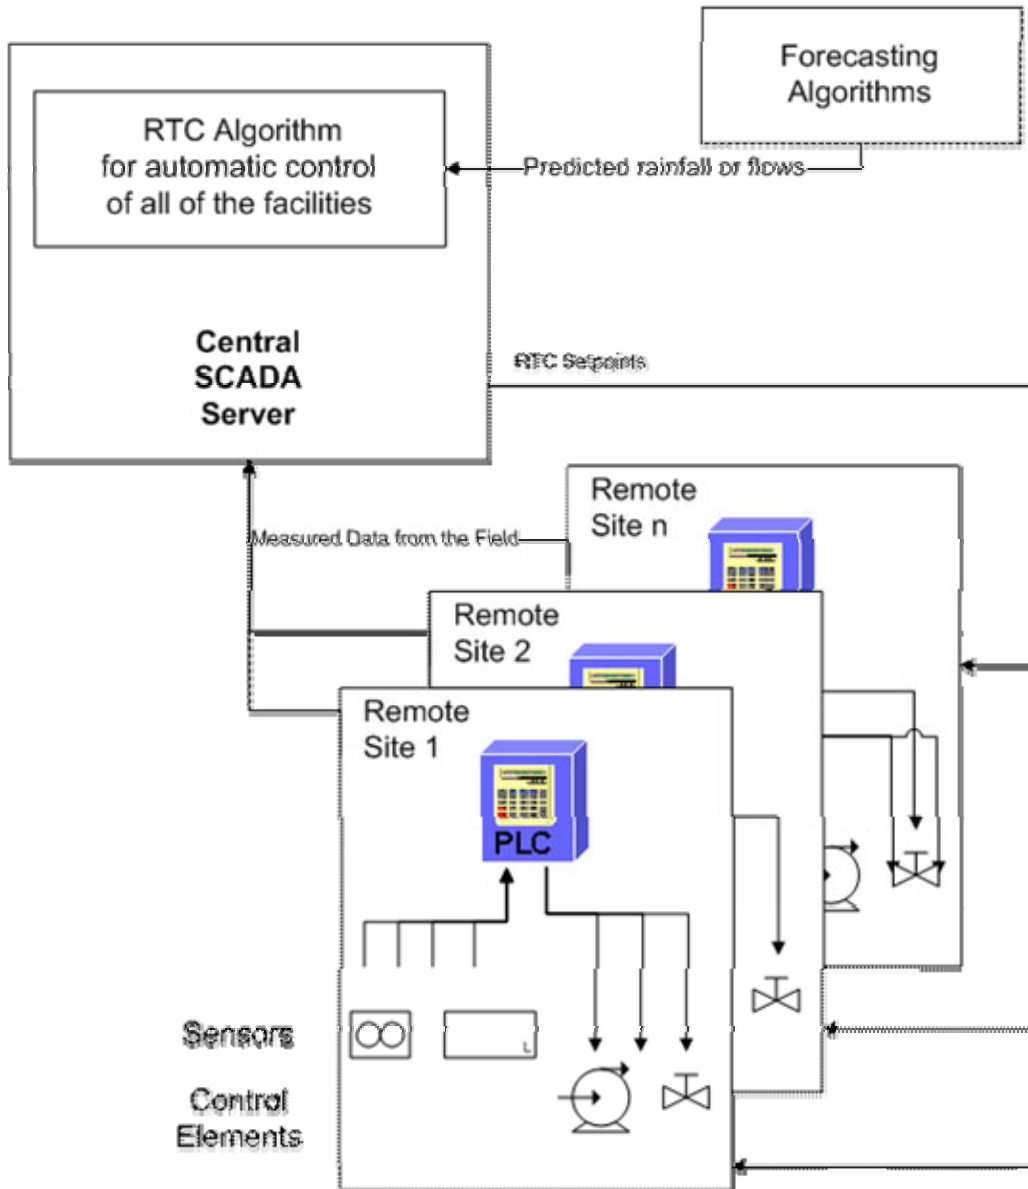 Forecasting
Algorithms
RTC Algorithm
for automatic control
of all of the facilities
Predicted rainfall or flows
Central
SCADA
Server
RTC Setpoints
Remote
Site n
Measured Data from the Field
Remote
Site 2
Remote
Site 1
PLC
Sensors
L
Control
Elements